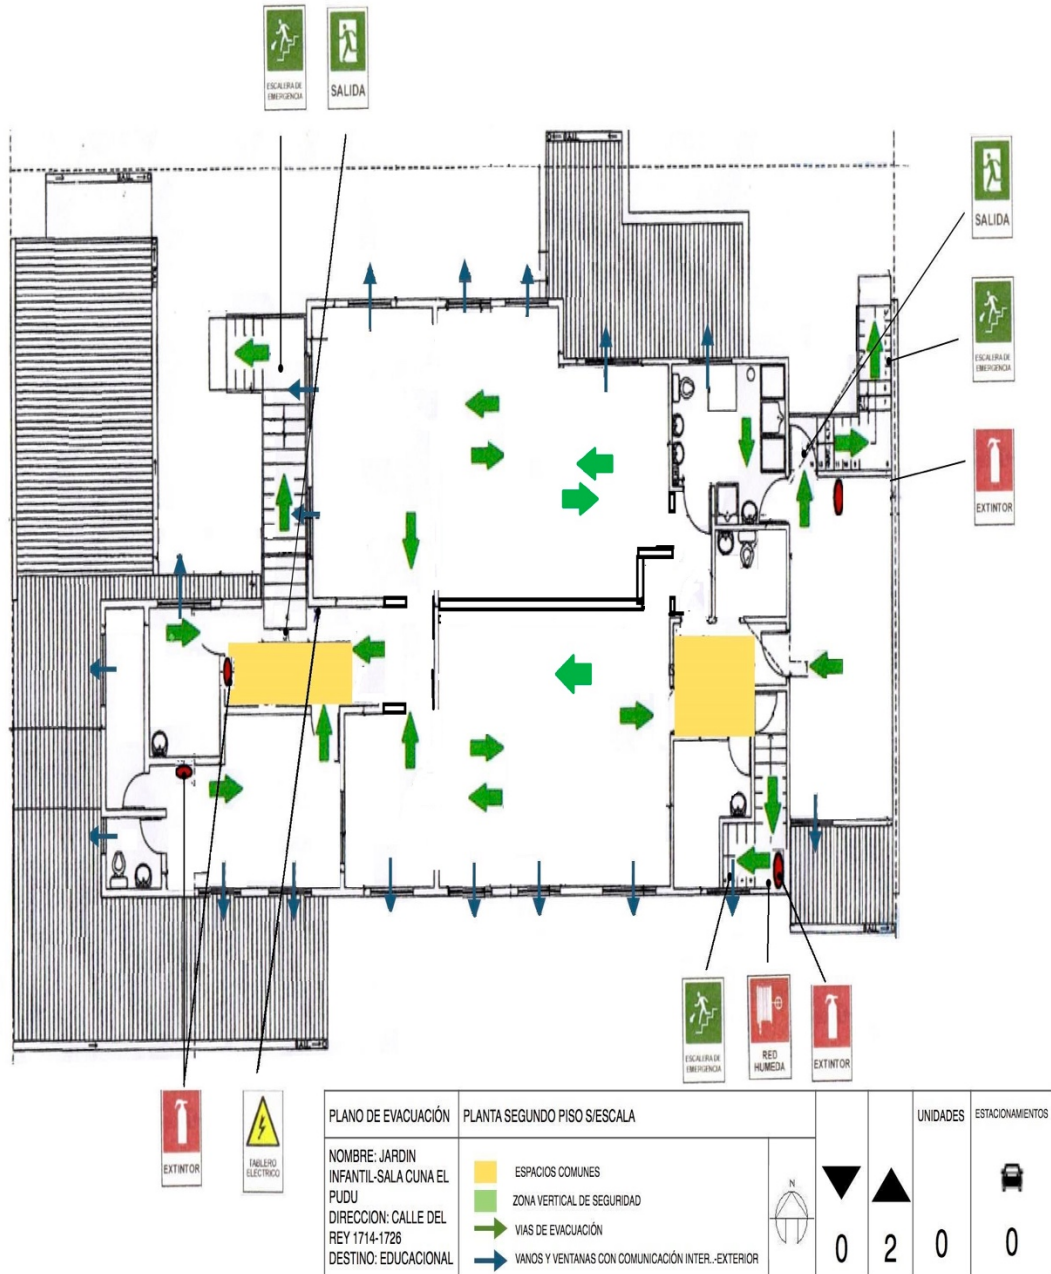 ESCALERA DE
EMERGENCIA
SALIDA
SALIDA
ESCALERA DE
EMERGENCIA
EXTINTOR
ESCALERA DE
EMERGENCIA
RED
HUMEDA
EXTINTOR
EXTINTOR
TABLERO
ELECTRICO
PLANO DE EVACUACIÓN
PLANTA SEGUNDO PISO S/ESCALA
UNIDADES
ESTACIONAMIENTOS
NOMBRE: JARDIN
INFANTIL-SALA CUNA EL
PUDU
DIRECCION: CALLE DEL
REY 1714-1726
DESTINO: EDUCACIONAL
ESPACIOS COMUNES
ZONA VERTICAL DE SEGURIDAD
VIAS DE EVACUACIÓN
VANOS Y VENTANAS CON COMUNICACIÓN INTER..-EXTERIOR
N
0
2
0
0